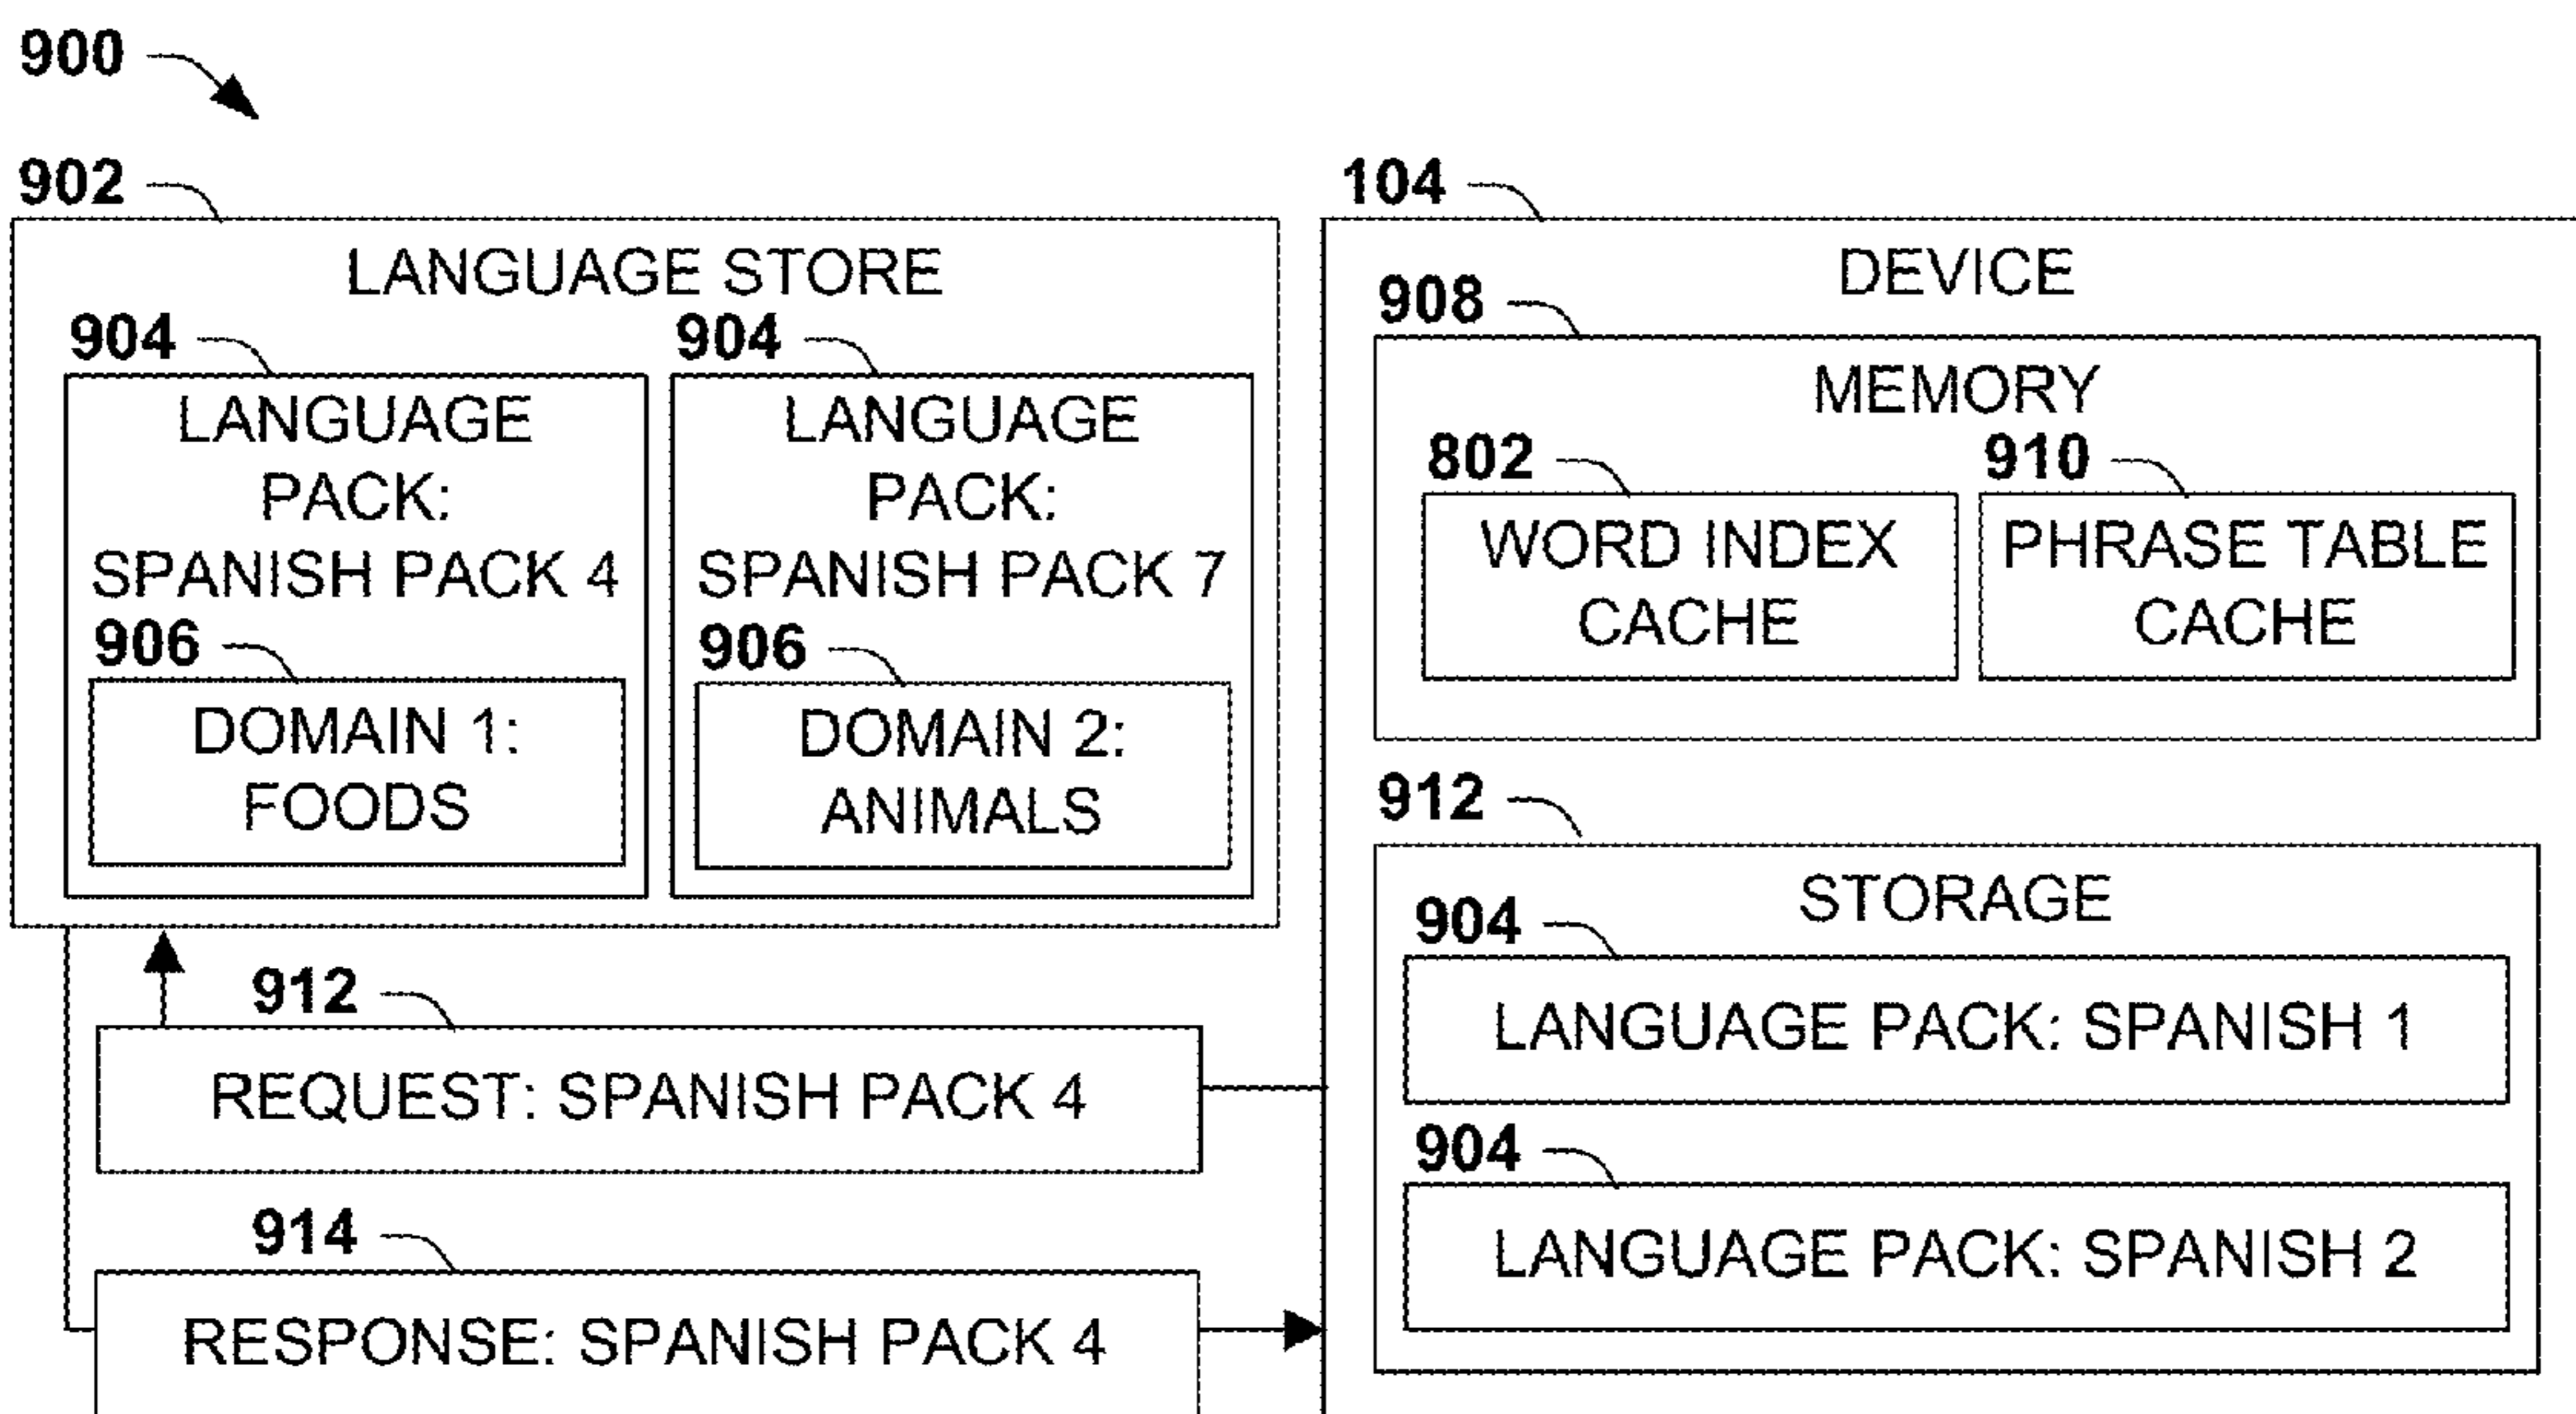 900
902
LANGUAGE STORE
904
LANGUAGE
PACK:
SPANISH PACK 4
906
DOMAIN 1:
FOODS
904
LANGUAGE
PACK:
SPANISH PACK 7
906
DOMAIN 2:
ANIMALS
912
REQUEST: SPANISH PACK 4
914
RESPONSE: SPANISH PACK 4
104
DEVICE
908
MEMORY
802
WORD INDEX
CACHE
910
PHRASE TABLE
CACHE
912
STORAGE
904
LANGUAGE PACK: SPANISH 1
904
LANGUAGE PACK: SPANISH 2